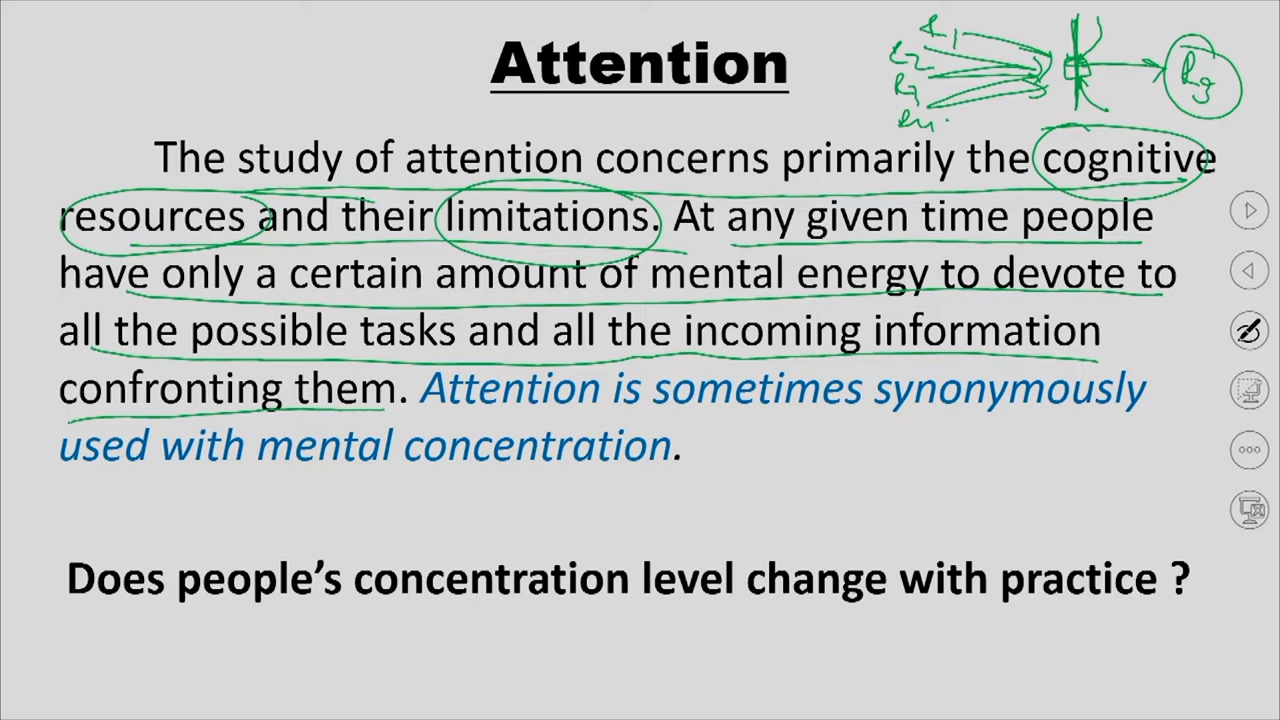 Attention
The study of attention concerns primarily the cognitive
resources and their limitations. At any given time people
have only a certain amount of mental energy to devote to
all the possible tasks and all the incoming information
confronting them. Attention is sometimes synonymously
used with mental concentration.
Does people’s concentration level change with practice ?